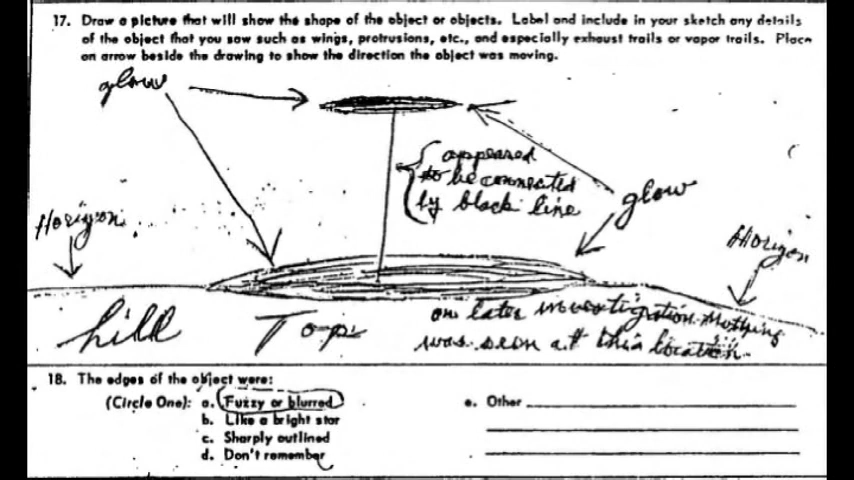 17. Draw a picture that will show the shape of the object or objects. Label and include in your sketch any details
of the object that you saw such as wings, protrusions, etc., and especially exhaust trails or vapor trails. Place
an arrow beside the drawing to show the direction the object was moving.
glow
appeared
to be connected
by black line
glow
Horizon
Horizon
hill Top
on later investigation nothing
was seen at this location.
18. The edges of the object were:
(Circle One): a. Fuzzy or blurred
b. Like a bright star
c. Sharply outlined
d. Don't remember
e. Other